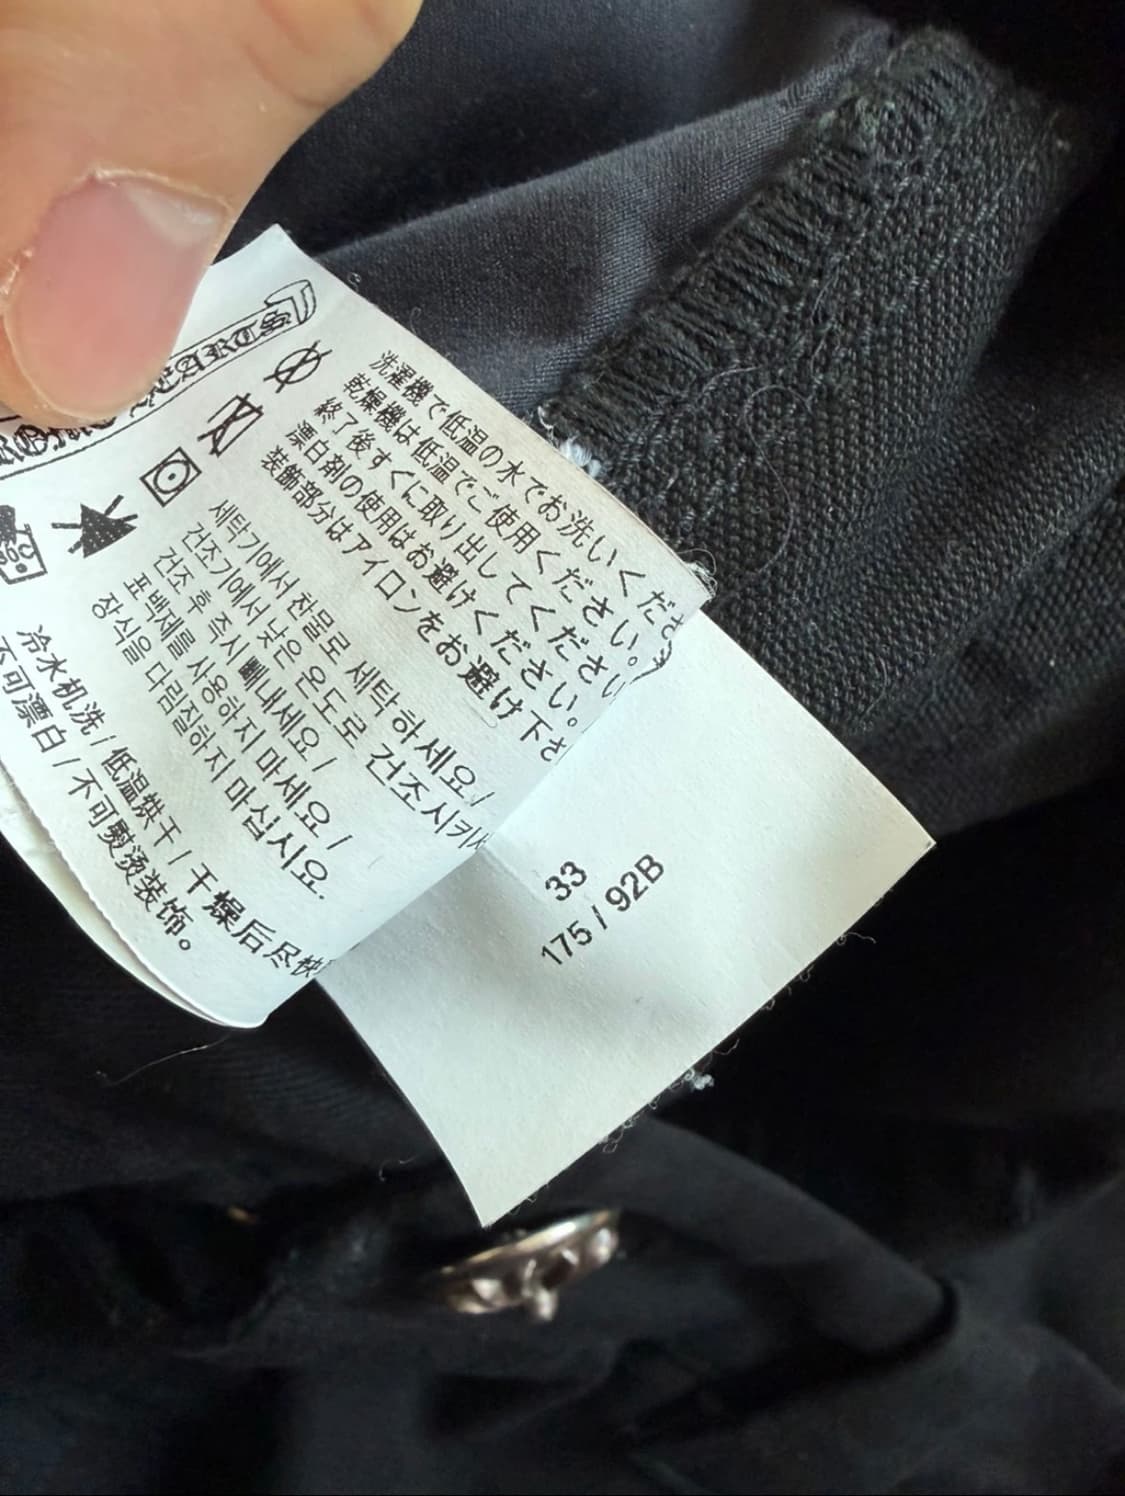 洗濯機で低温の水でお洗いくださ
乾燥機は低温でご使用ください。
終了後すぐに取り出してください
漂白剤の使用はお避けください。
装飾部分はアイロンをお避け下さ
세탁기에서 찬물로 세탁하세요/
건조기에서 낮은 온도로 건조시키
건조 후 즉시 빼내세요 /
표백제를 사용하지 마세요 /
장식을 다림질하지 마십시요.
冷水机洗 / 低温烘干 / 干燥后尽快
不可漂白 / 不可熨烫装饰。
33
175 / 92B